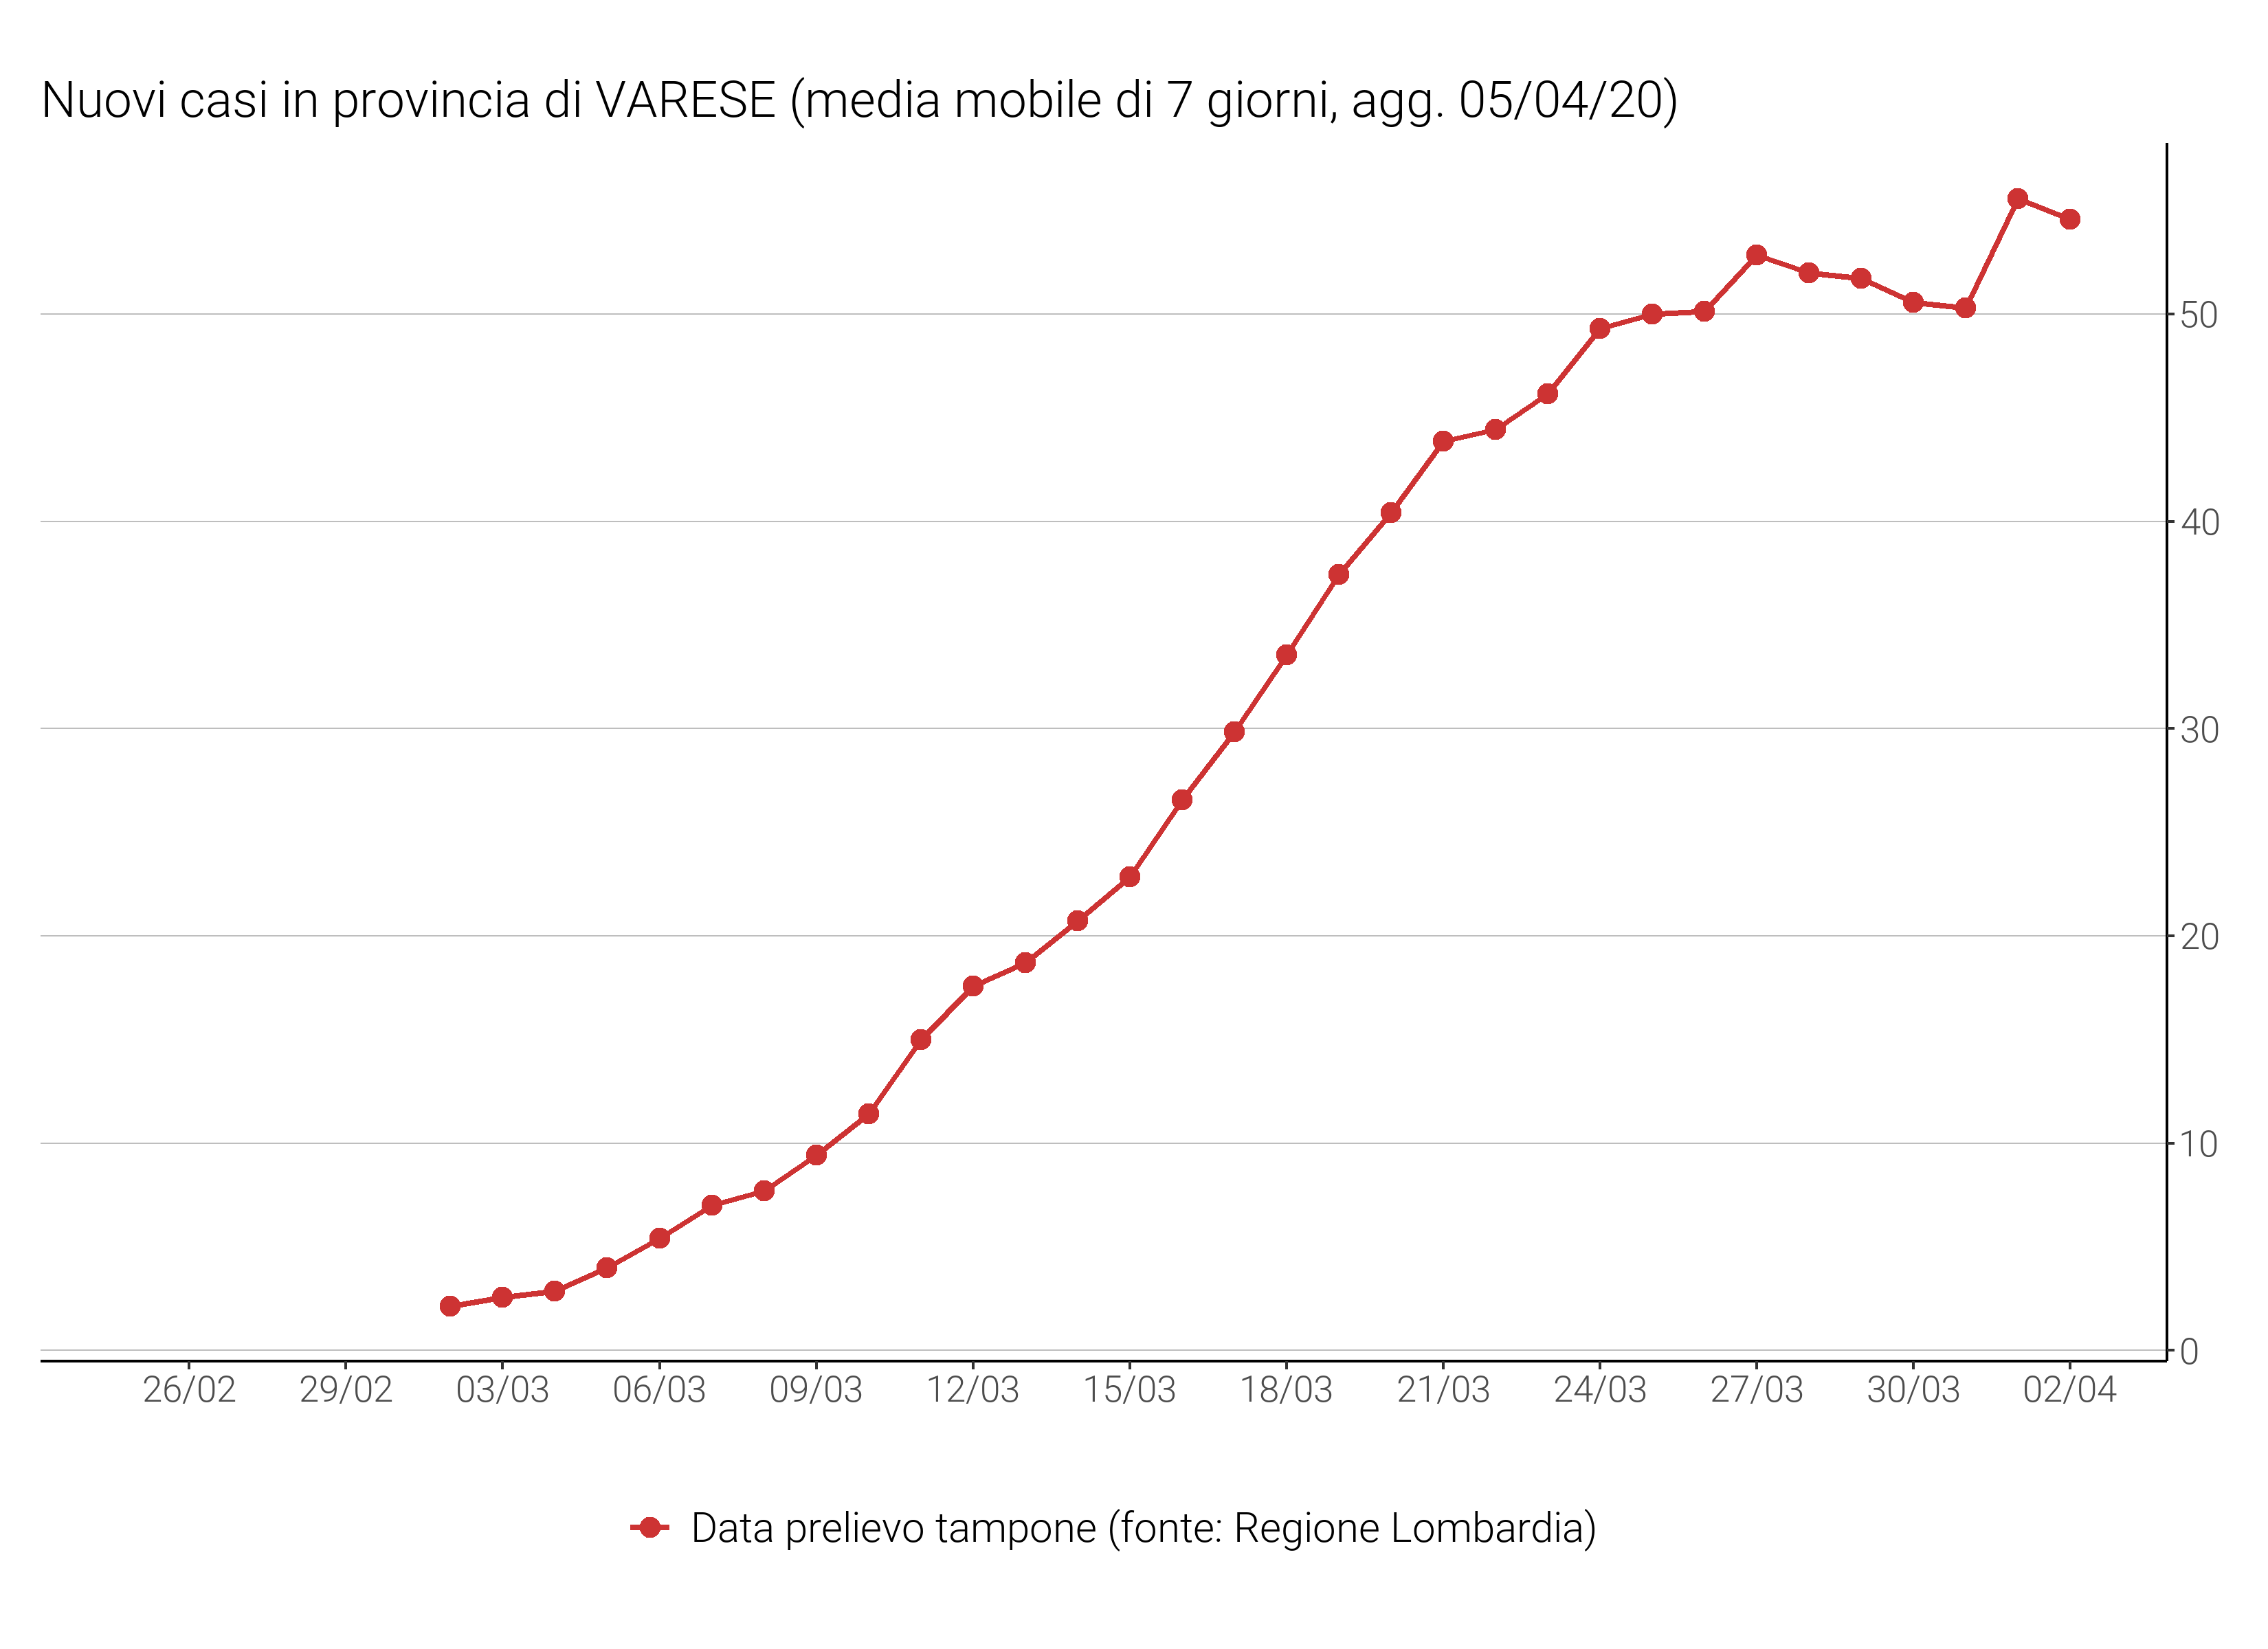 Nuovi casi in provincia di VARESE (media mobile di 7 giorni, agg. 05/04/20)
50
40
30
20
10
0
26/02 29/02 03/03 06/03 09/03 12/03 15/03 18/03 21/03 24/03 27/03 30/03 02/04
Data prelievo tampone (fonte: Regione Lombardia)